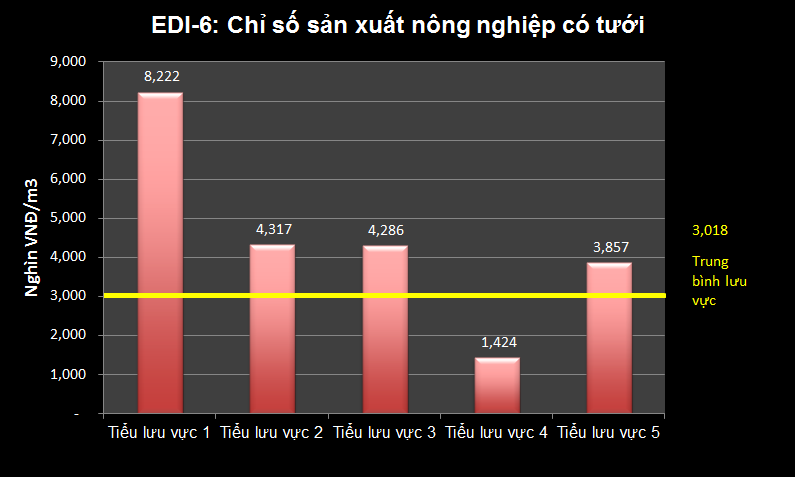 EDI-6: Chỉ số sản xuất nông nghiệp có tưới
Nghìn VNĐ/m3
9,000
8,000
7,000
6,000
5,000
4,000
3,000
2,000
1,000
-
8,222
4,317
4,286
1,424
3,857
Tiểu lưu vực 1
Tiểu lưu vực 2
Tiểu lưu vực 3
Tiểu lưu vực 4
Tiểu lưu vực 5
3,018
Trung
bình lưu
vực